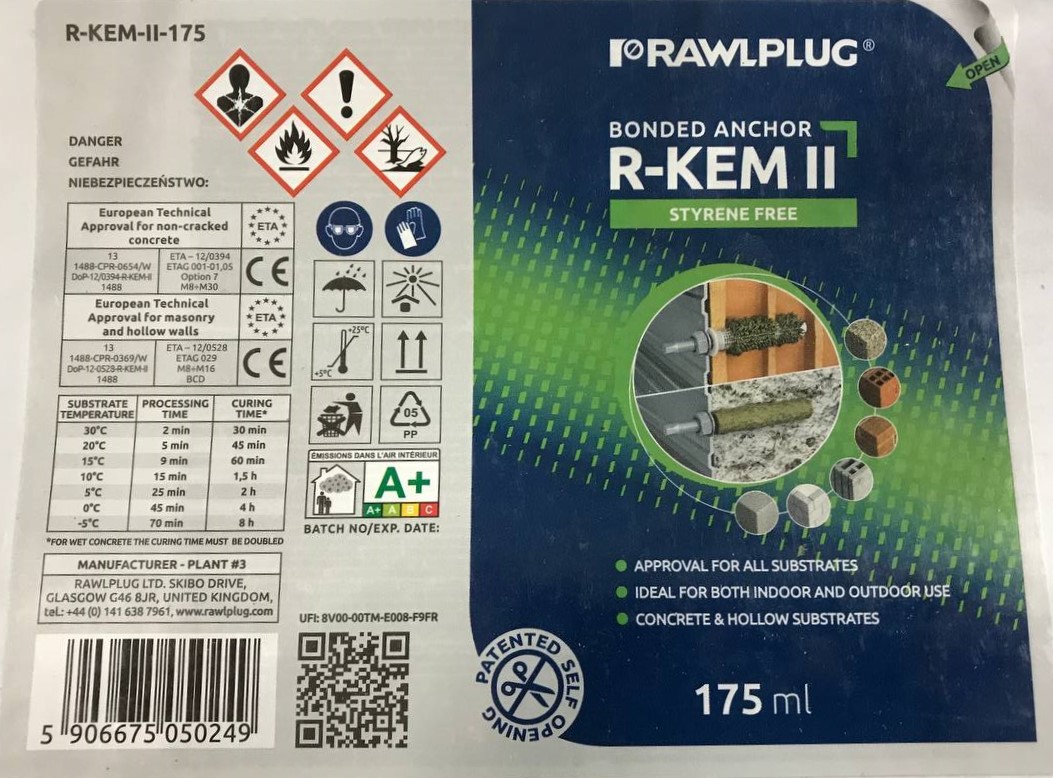 R-KEM-II-175
DANGER
GEFAHR
NIEBEZPIECZEŃSTWO:
European Technical
Approval for non-cracked
concrete
ETA
13
1488-CPR-0654/W
DoP-12/0394-R-KEM-II
1488
ETA – 12/0394
ETAG 001-01,05
Option 7
M8÷M30
CE
European Technical
Approval for masonry
and hollow walls
ETA
13
1488-CPR-0369/W
DoP-12-0528-R-KEM-II
1488
ETA – 12/0528
ETAG 029
M8÷M16
BCD
CE
SUBSTRATE TEMPERATURE PROCESSING TIME CURING TIME*
30°C 2 min 30 min
20°C 5 min 45 min
15°C 9 min 60 min
10°C 15 min 1,5 h
5°C 25 min 2 h
0°C 45 min 4 h
-5°C 70 min 8 h
*FOR WET CONCRETE THE CURING TIME MUST BE DOUBLED
MANUFACTURER - PLANT #3
RAWLPLUG LTD. SKIBO DRIVE,
GLASGOW G46 8JR, UNITED KINGDOM,
tel.: +44 (0) 141 638 7961, www.rawlplug.com
5 906675 050249
+25°C
+5°C
05
PP
ÉMISSIONS DANS L'AIR INTÉRIEUR
A+
A+ A B C
BATCH NO/EXP. DATE:
UFI: 8V00-00TM-E008-F9FR
RAWLPLUG®
OPEN
BONDED ANCHOR
R-KEM II
STYRENE FREE
APPROVAL FOR ALL SUBSTRATES
IDEAL FOR BOTH INDOOR AND OUTDOOR USE
CONCRETE & HOLLOW SUBSTRATES
PATENTED SELF OPENING
175 ml